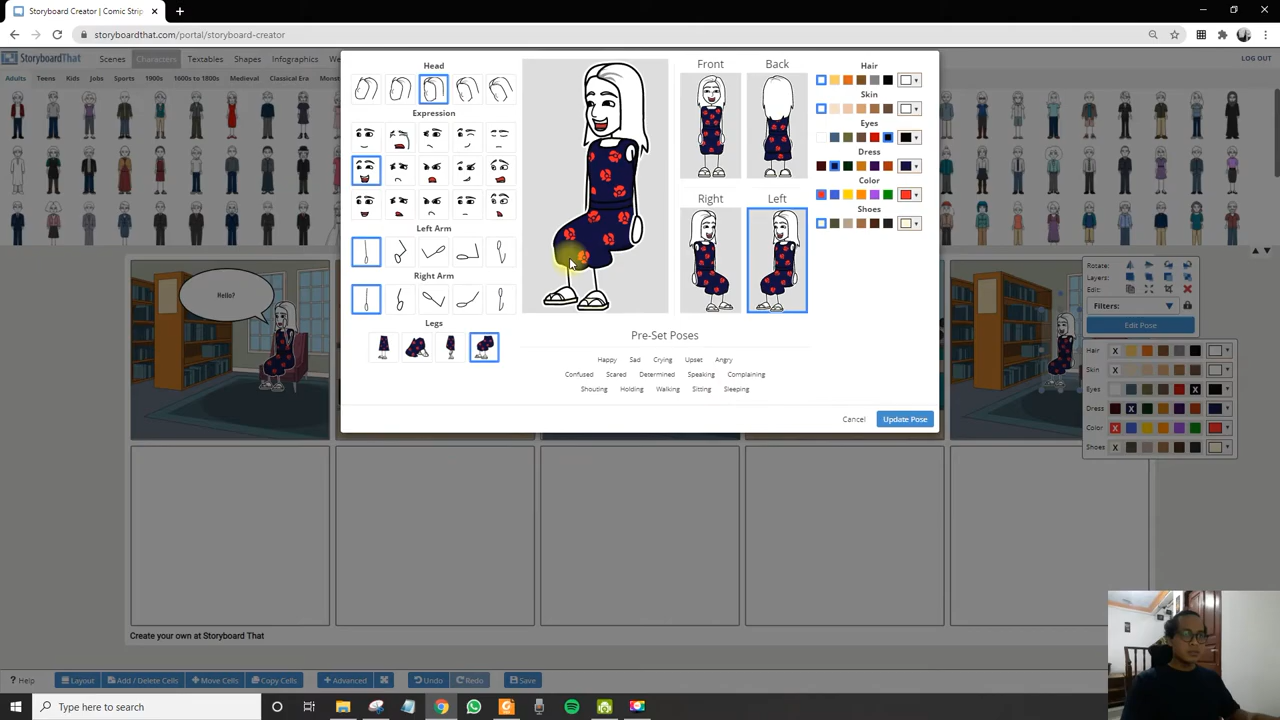 Storyboard Creator | Comic Strip
storyboardthat.com/portal/storyboard-creator
StoryboardThat
Scenes
Characters
Textables
Shapes
Infographics
LOG OUT
Adults
Teens
Kids
Jobs
Sports
1900s
1600s to 1800s
Medieval
Classical Era
Head
Expression
Left Arm
Right Arm
Legs
Front
Back
Right
Left
Pre-Set Poses
Happy
Sad
Crying
Upset
Angry
Confused
Scared
Determined
Speaking
Complaining
Shouting
Holding
Walking
Sitting
Sleeping
Hair
Skin
Eyes
Dress
Color
Shoes
Cancel
Update Pose
Hello?
Rotate:
Layers:
Edit:
Filters:
Edit Pose
Hair
X
Skin
X
Eyes
X
Dress
X
Color
X
Shoes
X
Create your own at Storyboard That
? Help
Layout
Add / Delete Cells
Move Cells
Copy Cells
Advanced
Undo
Redo
Save
Type here to search